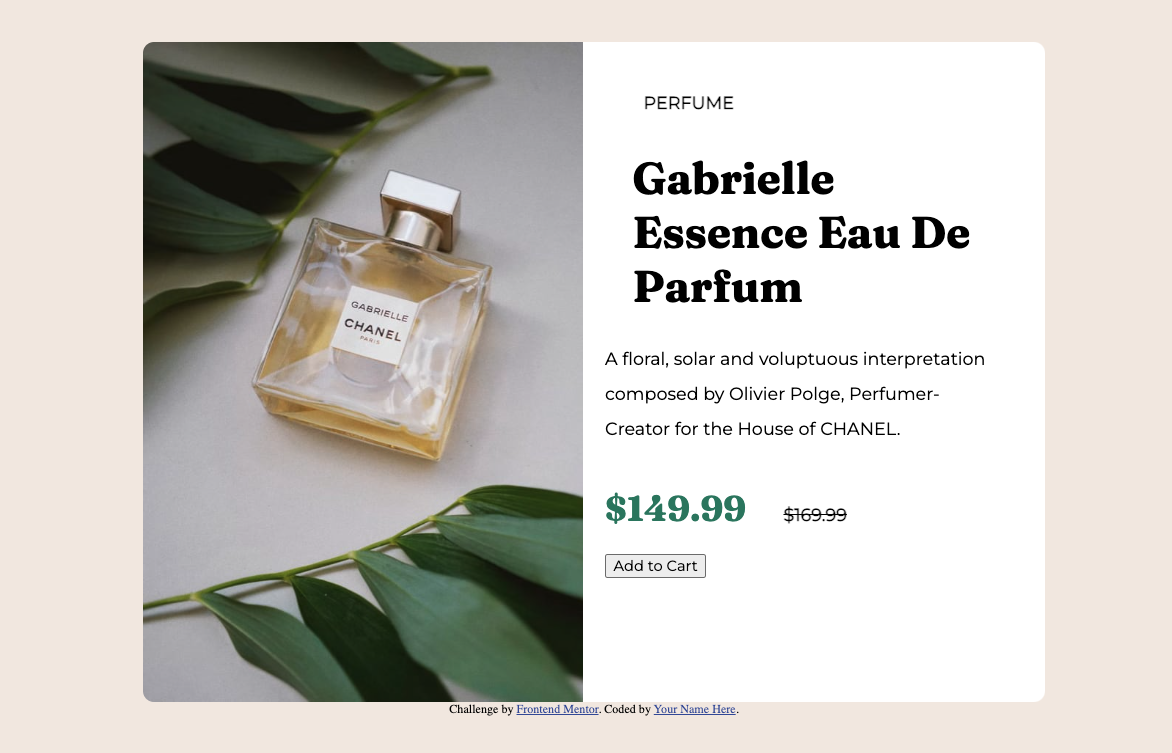 PERFUME
Gabrielle
Essence Eau De
Parfum
GABRIELLE
CHANEL
PARIS
A floral, solar and voluptuous interpretation
composed by Olivier Polge, Perfumer-
Creator for the House of CHANEL.
$149.99 $169.99
Add to Cart
Challenge by Frontend Mentor. Coded by Your Name Here.